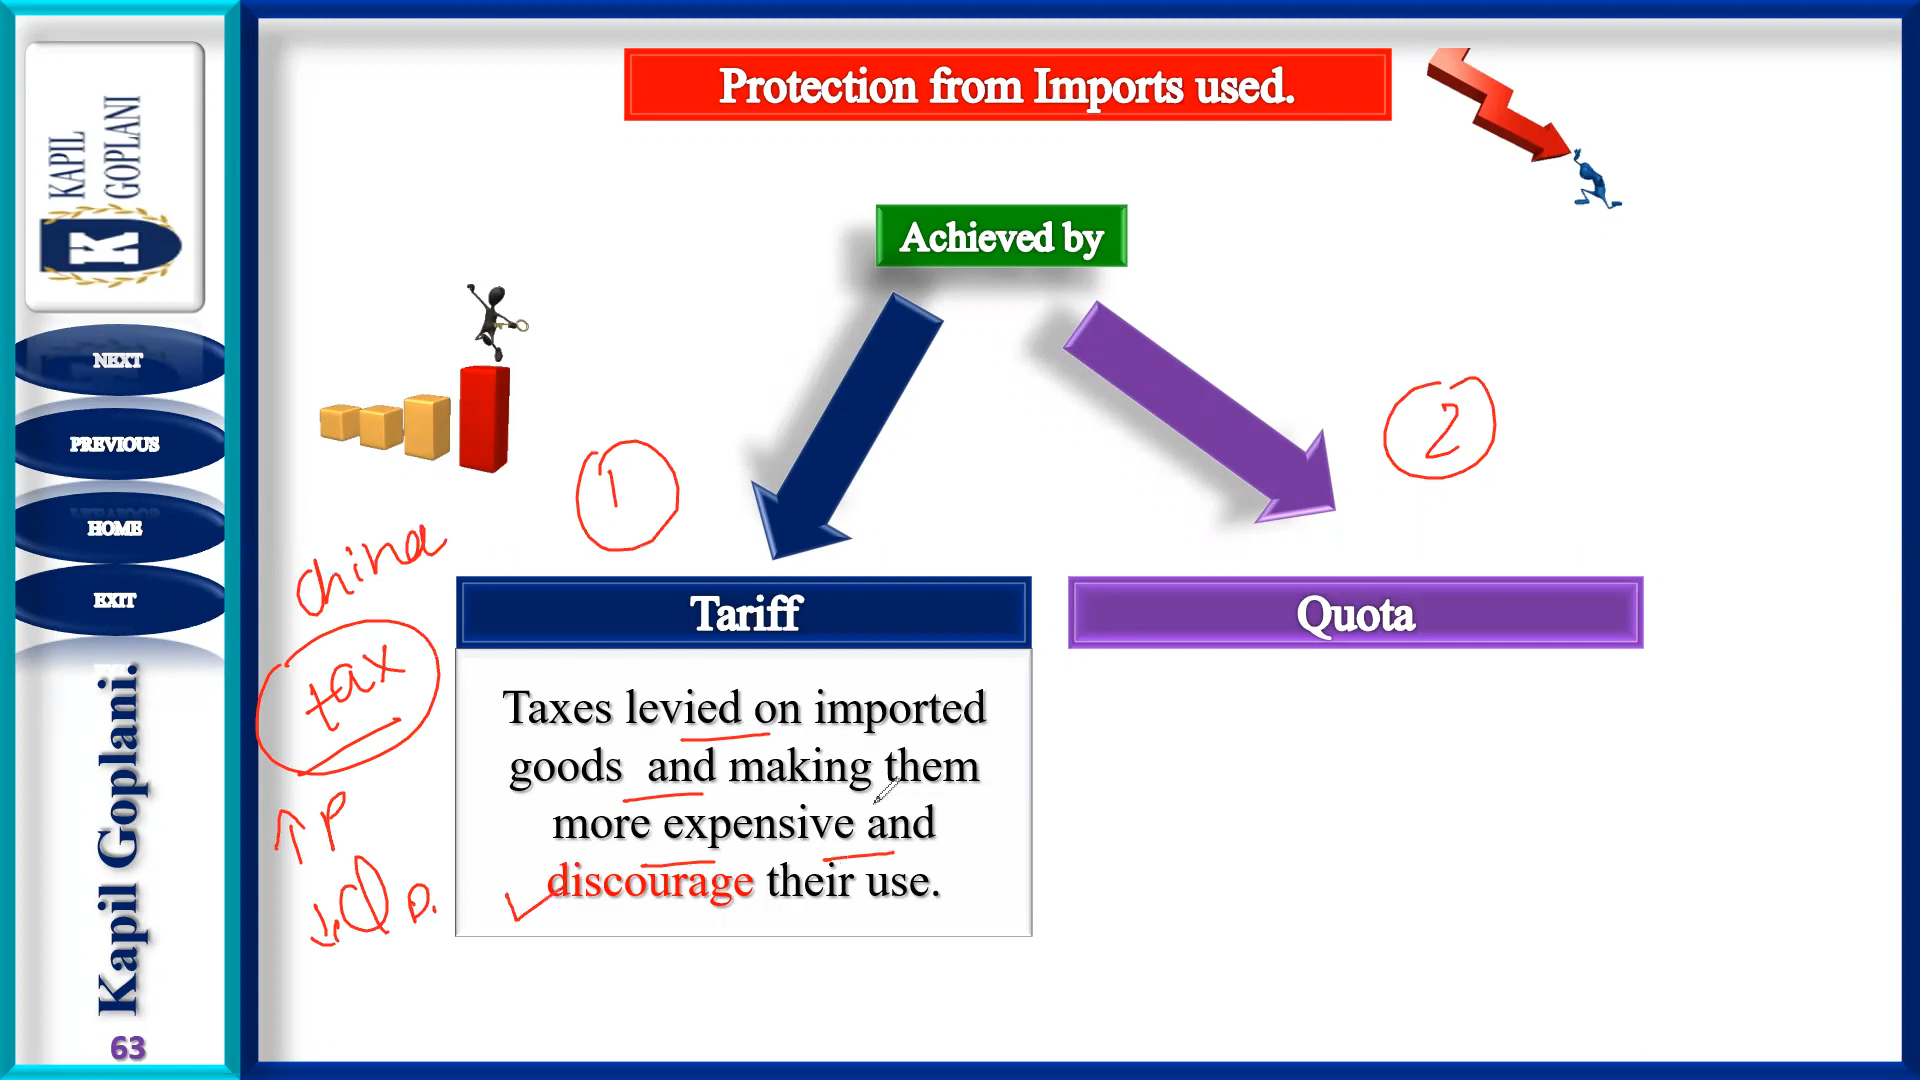 KAPIL
GOPLANI
K
NEXT
PREVIOUS
HOME
EXIT
Kapil Goplani.
63
Protection from Imports used.
Achieved by
1
2
China
tax
Tariff
Taxes levied on imported
goods and making them
more expensive and
discourage their use.
Quota
↑ P
↓ Q D.